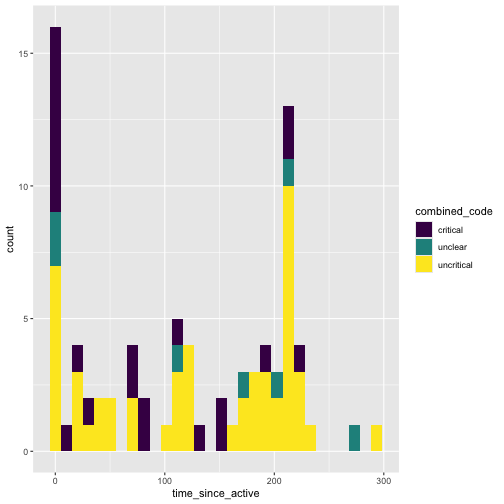 15
10
5
0
count
0
100
200
300
time_since_active
combined_code
critical
unclear
uncritical